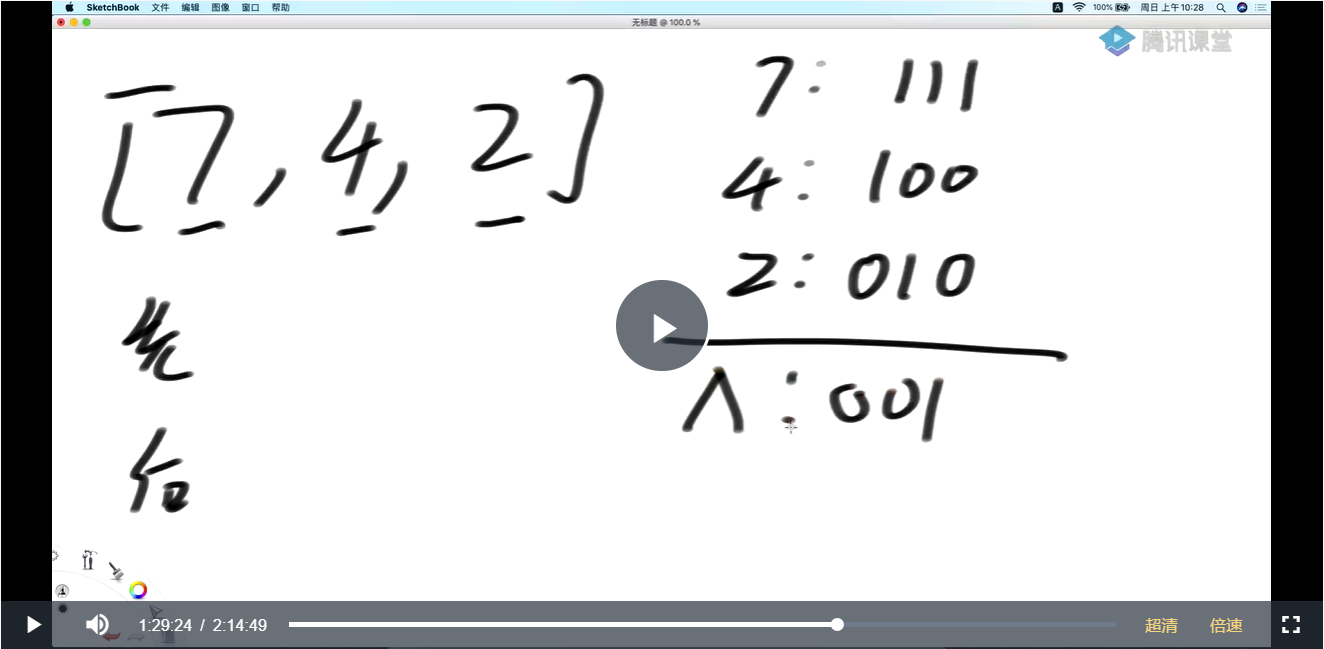 SketchBook 文件 编辑 图像 窗口 帮助
A 100% 周日 上午10:28
无标题 @ 100.0 %
腾讯课堂
[7, 4, 2]
7: 111
4: 100
2: 010
∧: 001
先
后
1:29:24 / 2:14:49
超清 倍速